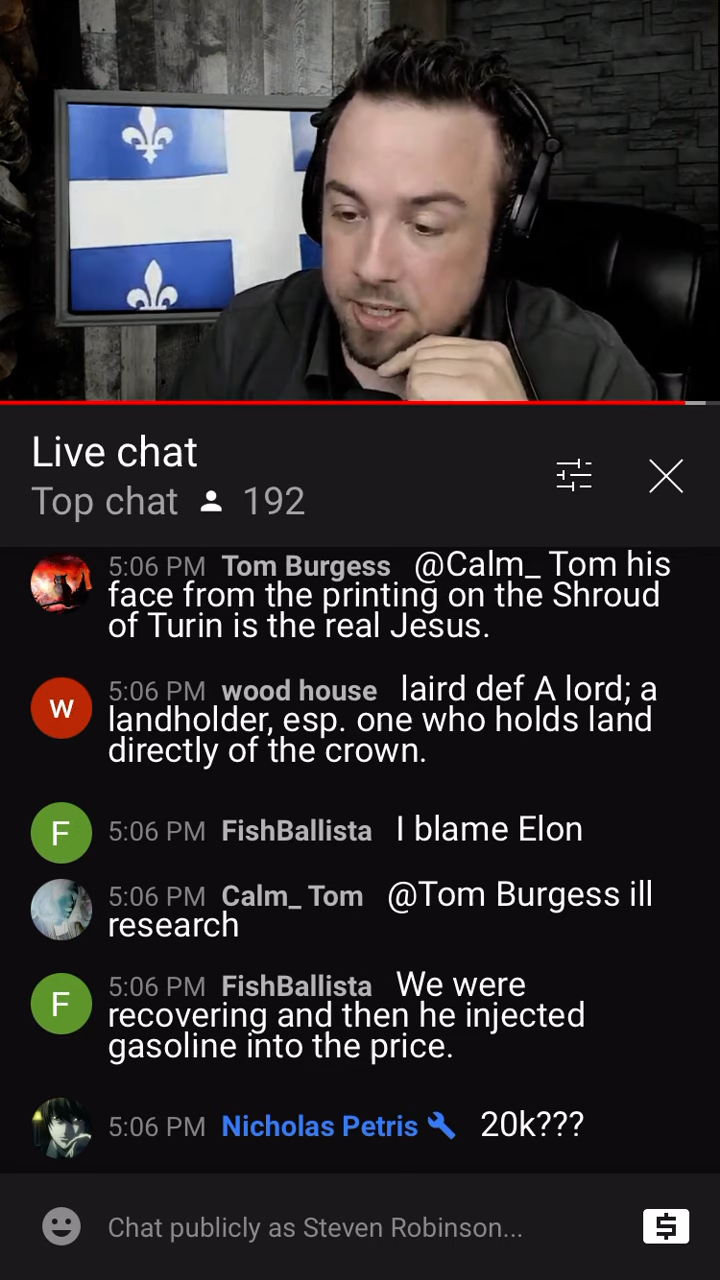 Live chat
Top chat 192
5:06 PM Tom Burgess @Calm_ Tom his
face from the printing on the Shroud
of Turin is the real Jesus.
W
5:06 PM wood house laird def A lord; a
landholder, esp. one who holds land
directly of the crown.
F
5:06 PM FishBallista I blame Elon
5:06 PM Calm_ Tom @Tom Burgess ill
research
F
5:06 PM FishBallista We were
recovering and then he injected
gasoline into the price.
5:06 PM Nicholas Petris 20k???
Chat publicly as Steven Robinson...
$